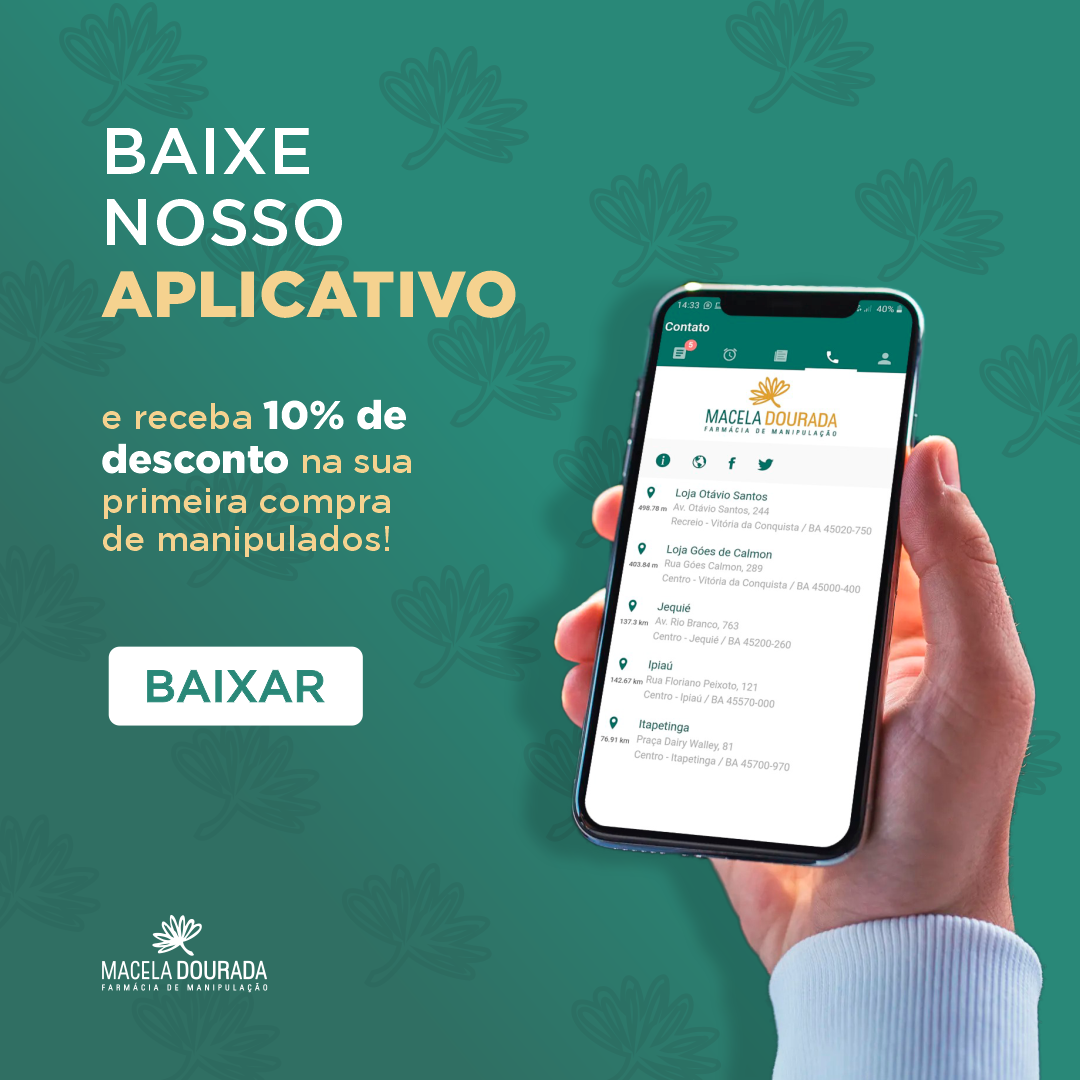 BAIXE
NOSSO
APLICATIVO
e receba 10% de
desconto na sua
primeira compra
de manipulados!
BAIXAR
MACELA DOURADA
FARMÁCIA DE MANIPULAÇÃO
14:33
40%
Contato
5
MACELA DOURADA
FARMÁCIA DE MANIPULAÇÃO
Loja Otávio Santos
498.78 m
Av. Otávio Santos, 244
Recreio - Vitória da Conquista / BA 45020-750
Loja Góes de Calmon
403.84 m
Rua Góes Calmon, 289
Centro - Vitória da Conquista / BA 45000-400
Jequié
137.3 km
Av. Rio Branco, 763
Centro - Jequié / BA 45200-260
Ipiaú
142.67 km
Rua Floriano Peixoto, 121
Centro - Ipiaú / BA 45570-000
Itapetinga
76.91 km
Praça Dairy Walley, 81
Centro - Itapetinga / BA 45700-970